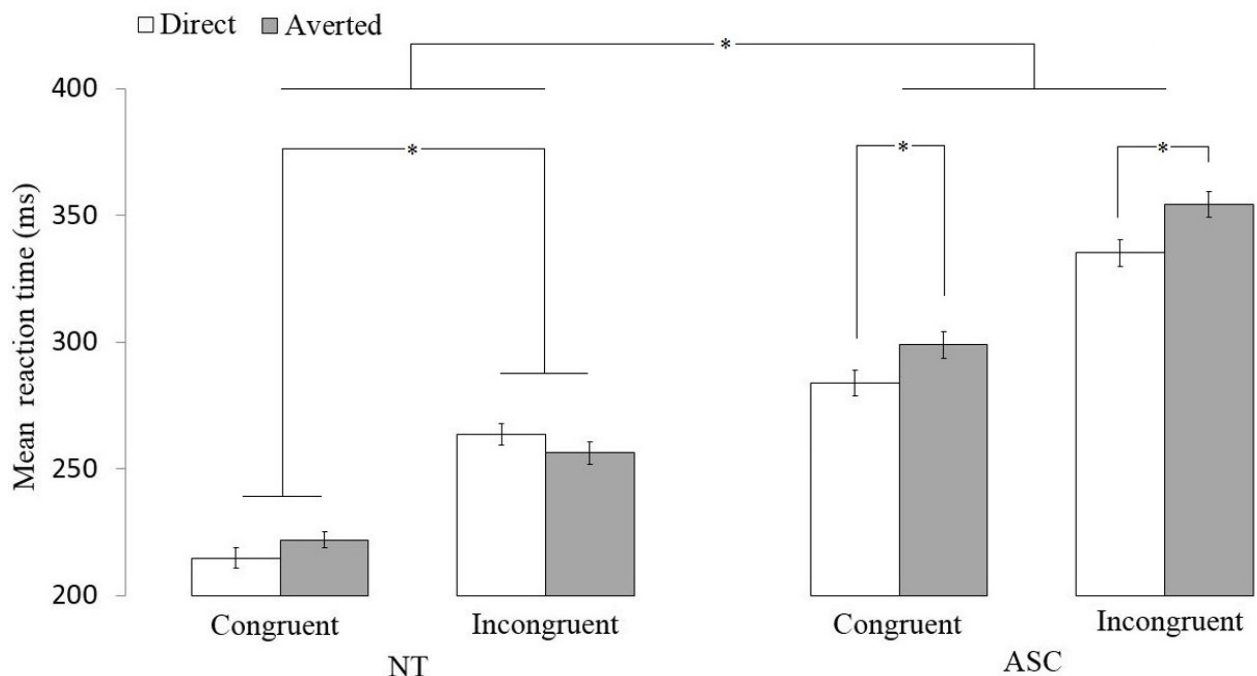 Direct Averted
*
400
* * *
350
300
250
200
Mean reaction time (ms)
Congruent Incongruent Congruent Incongruent
NT ASC